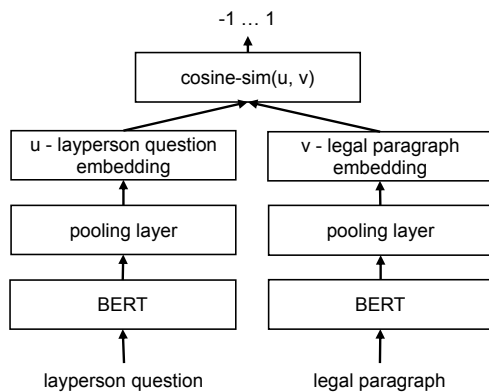 -1 … 1
cosine-sim(u, v)
u - layperson question
embedding
v - legal paragraph
embedding
pooling layer
pooling layer
BERT
BERT
layperson question
legal paragraph